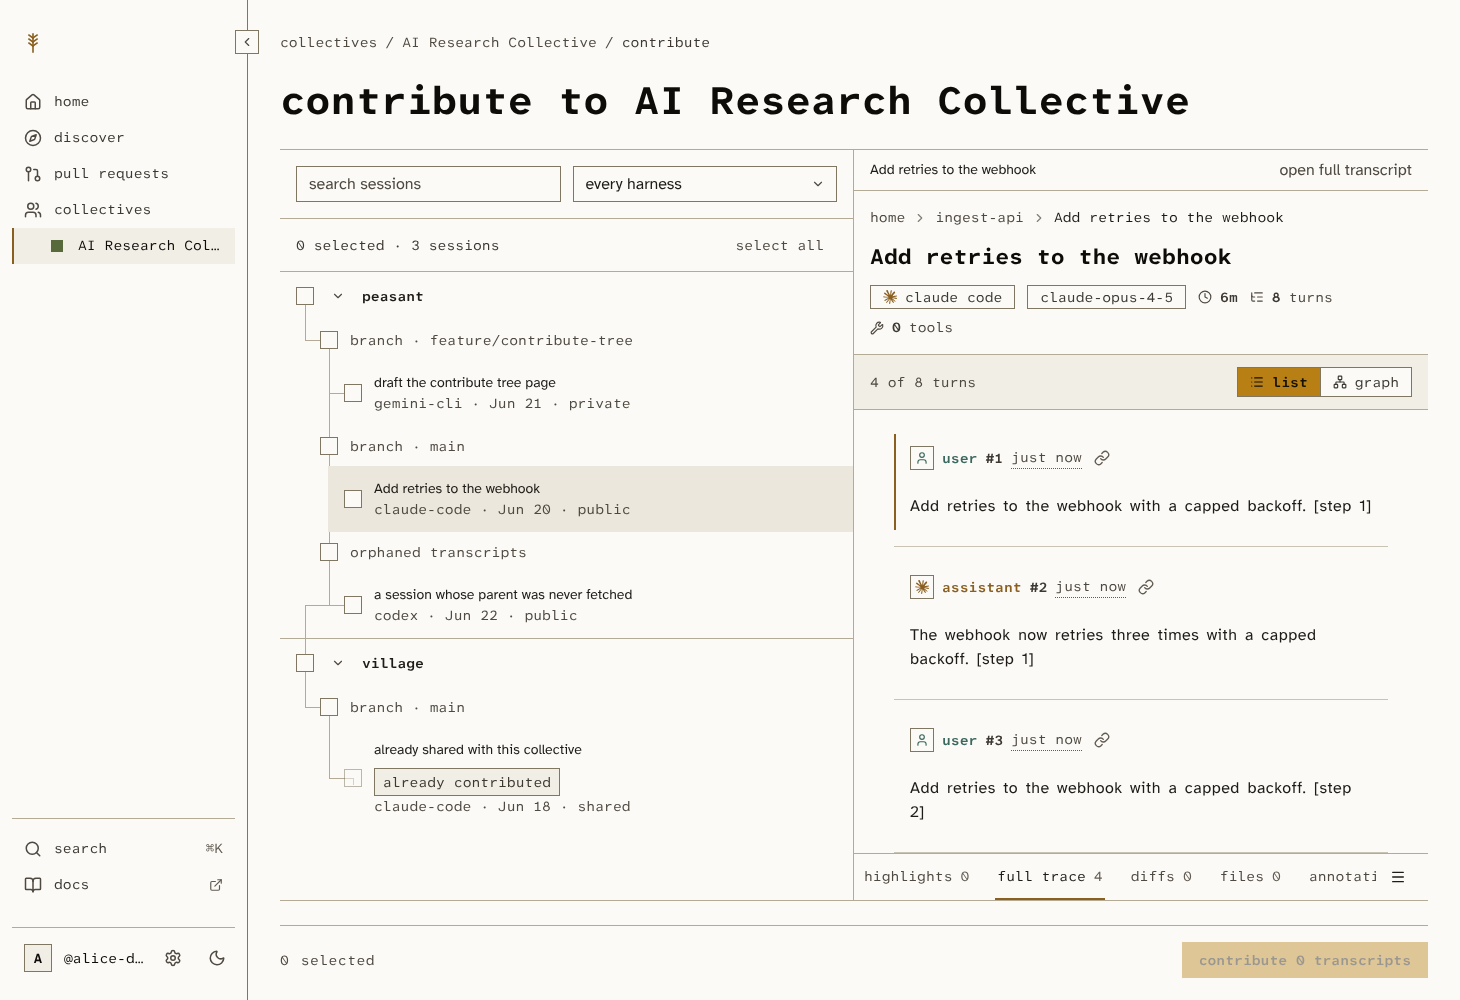 home
discover
pull requests
collectives
AI Research Col…
search ⌘K
docs
A @alice-d…
collectives / AI Research Collective / contribute
contribute to AI Research Collective
search sessions
every harness
0 selected · 3 sessions
select all
peasant
branch · feature/contribute-tree
draft the contribute tree page
gemini-cli · Jun 21 · private
branch · main
Add retries to the webhook
claude-code · Jun 20 · public
orphaned transcripts
a session whose parent was never fetched
codex · Jun 22 · public
village
branch · main
already shared with this collective
already contributed
claude-code · Jun 18 · shared
Add retries to the webhook
open full transcript
home > ingest-api > Add retries to the webhook
Add retries to the webhook
claude code
claude-opus-4-5
6m
8 turns
0 tools
4 of 8 turns
list
graph
user #1 just now
Add retries to the webhook with a capped backoff. [step 1]
assistant #2 just now
The webhook now retries three times with a capped
backoff. [step 1]
user #3 just now
Add retries to the webhook with a capped backoff. [step
2]
highlights 0
full trace 4
diffs 0
files 0
annotati
0 selected
contribute 0 transcripts